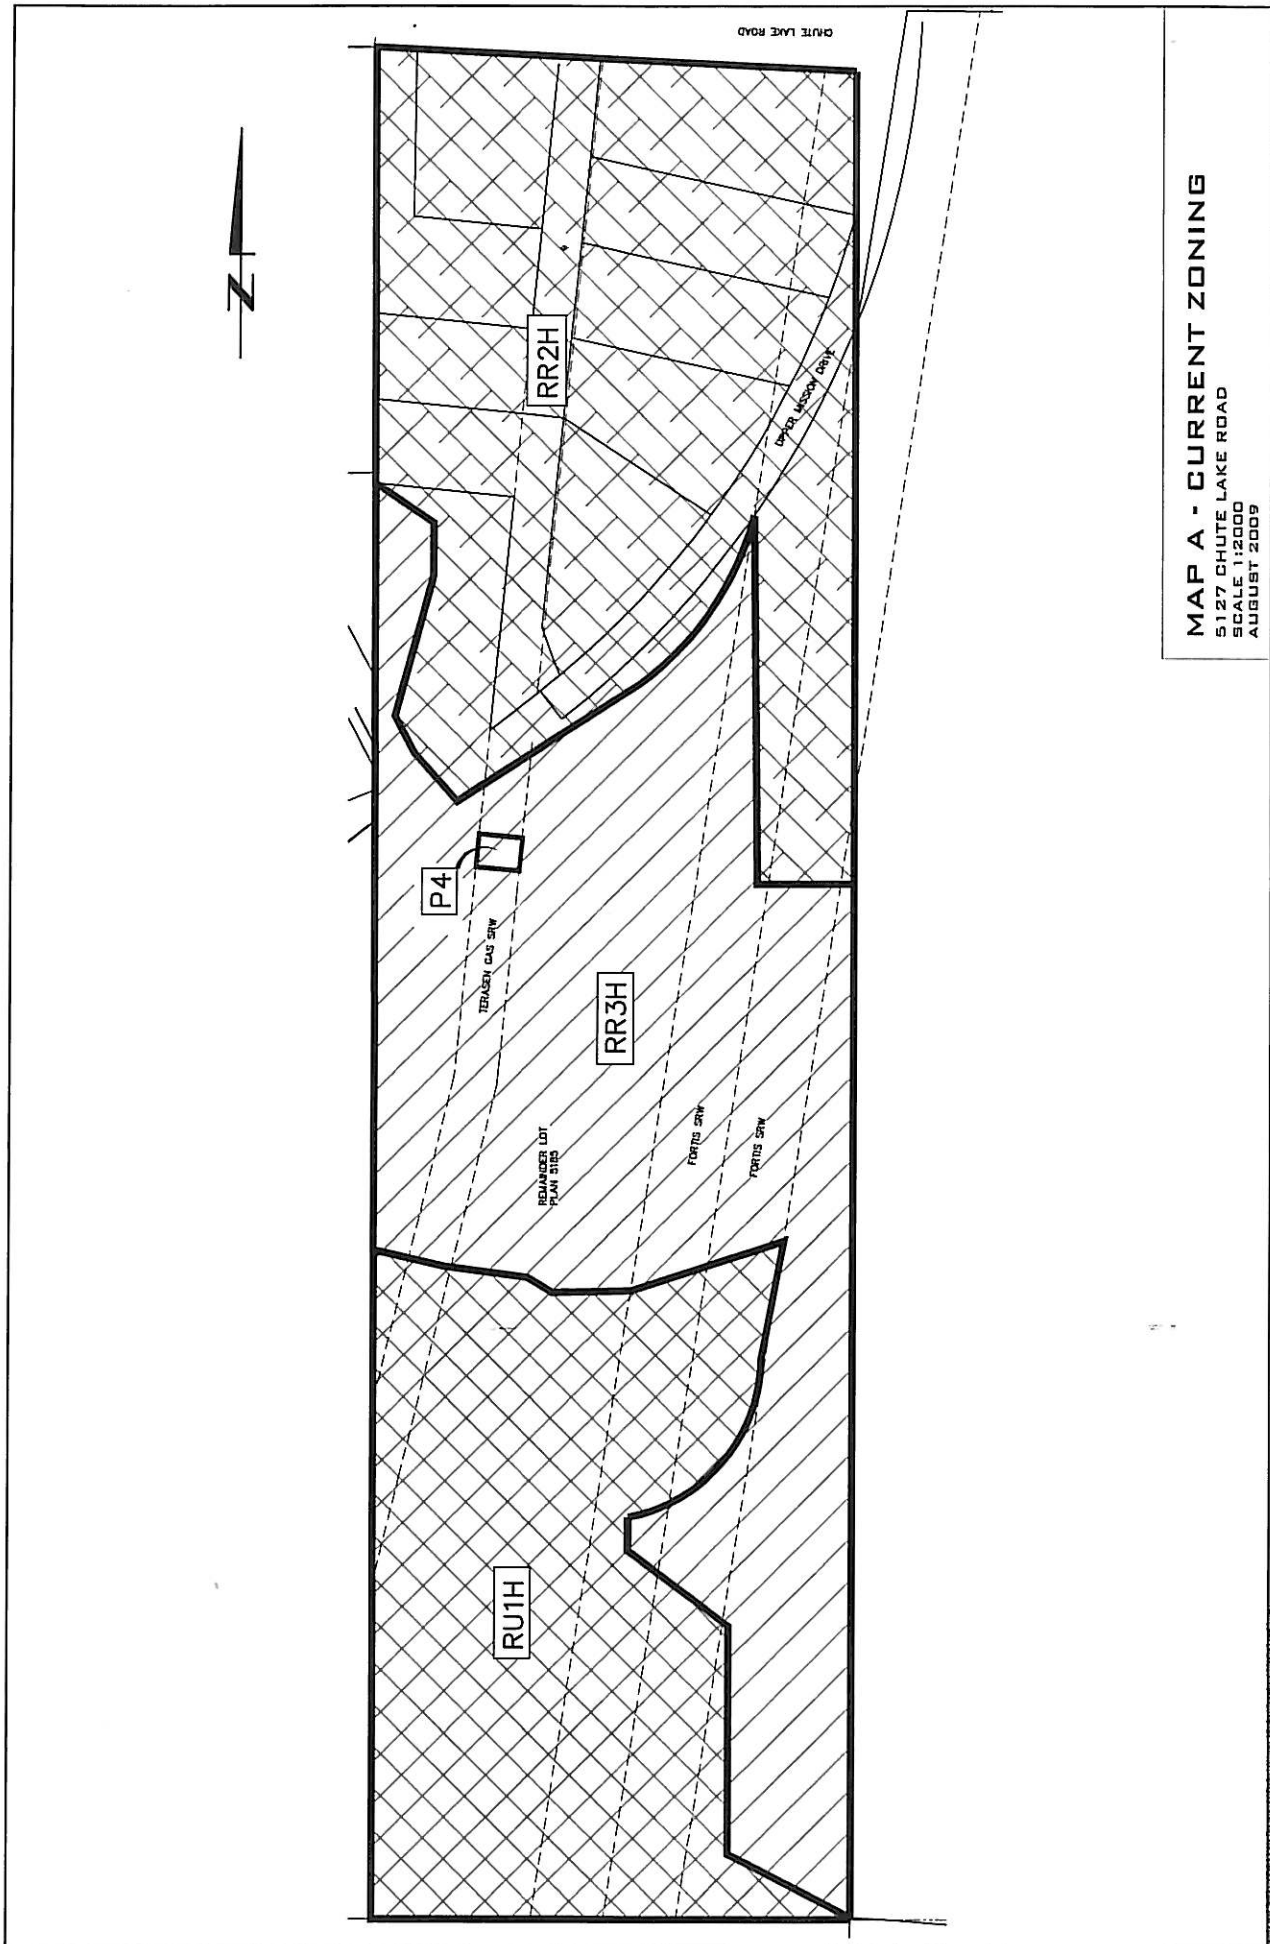 CHUTE LAKE ROAD
N
RR2H
UPPER MISSION DRIVE
P4
TERASEN GAS SRW
RR3H
REMAINDER LOT
PLAN 5185
FORTIS SRW
FORTIS SRW
RU1H
MAP A - CURRENT ZONING
5127 CHUTE LAKE ROAD
SCALE 1:2000
AUGUST 2009